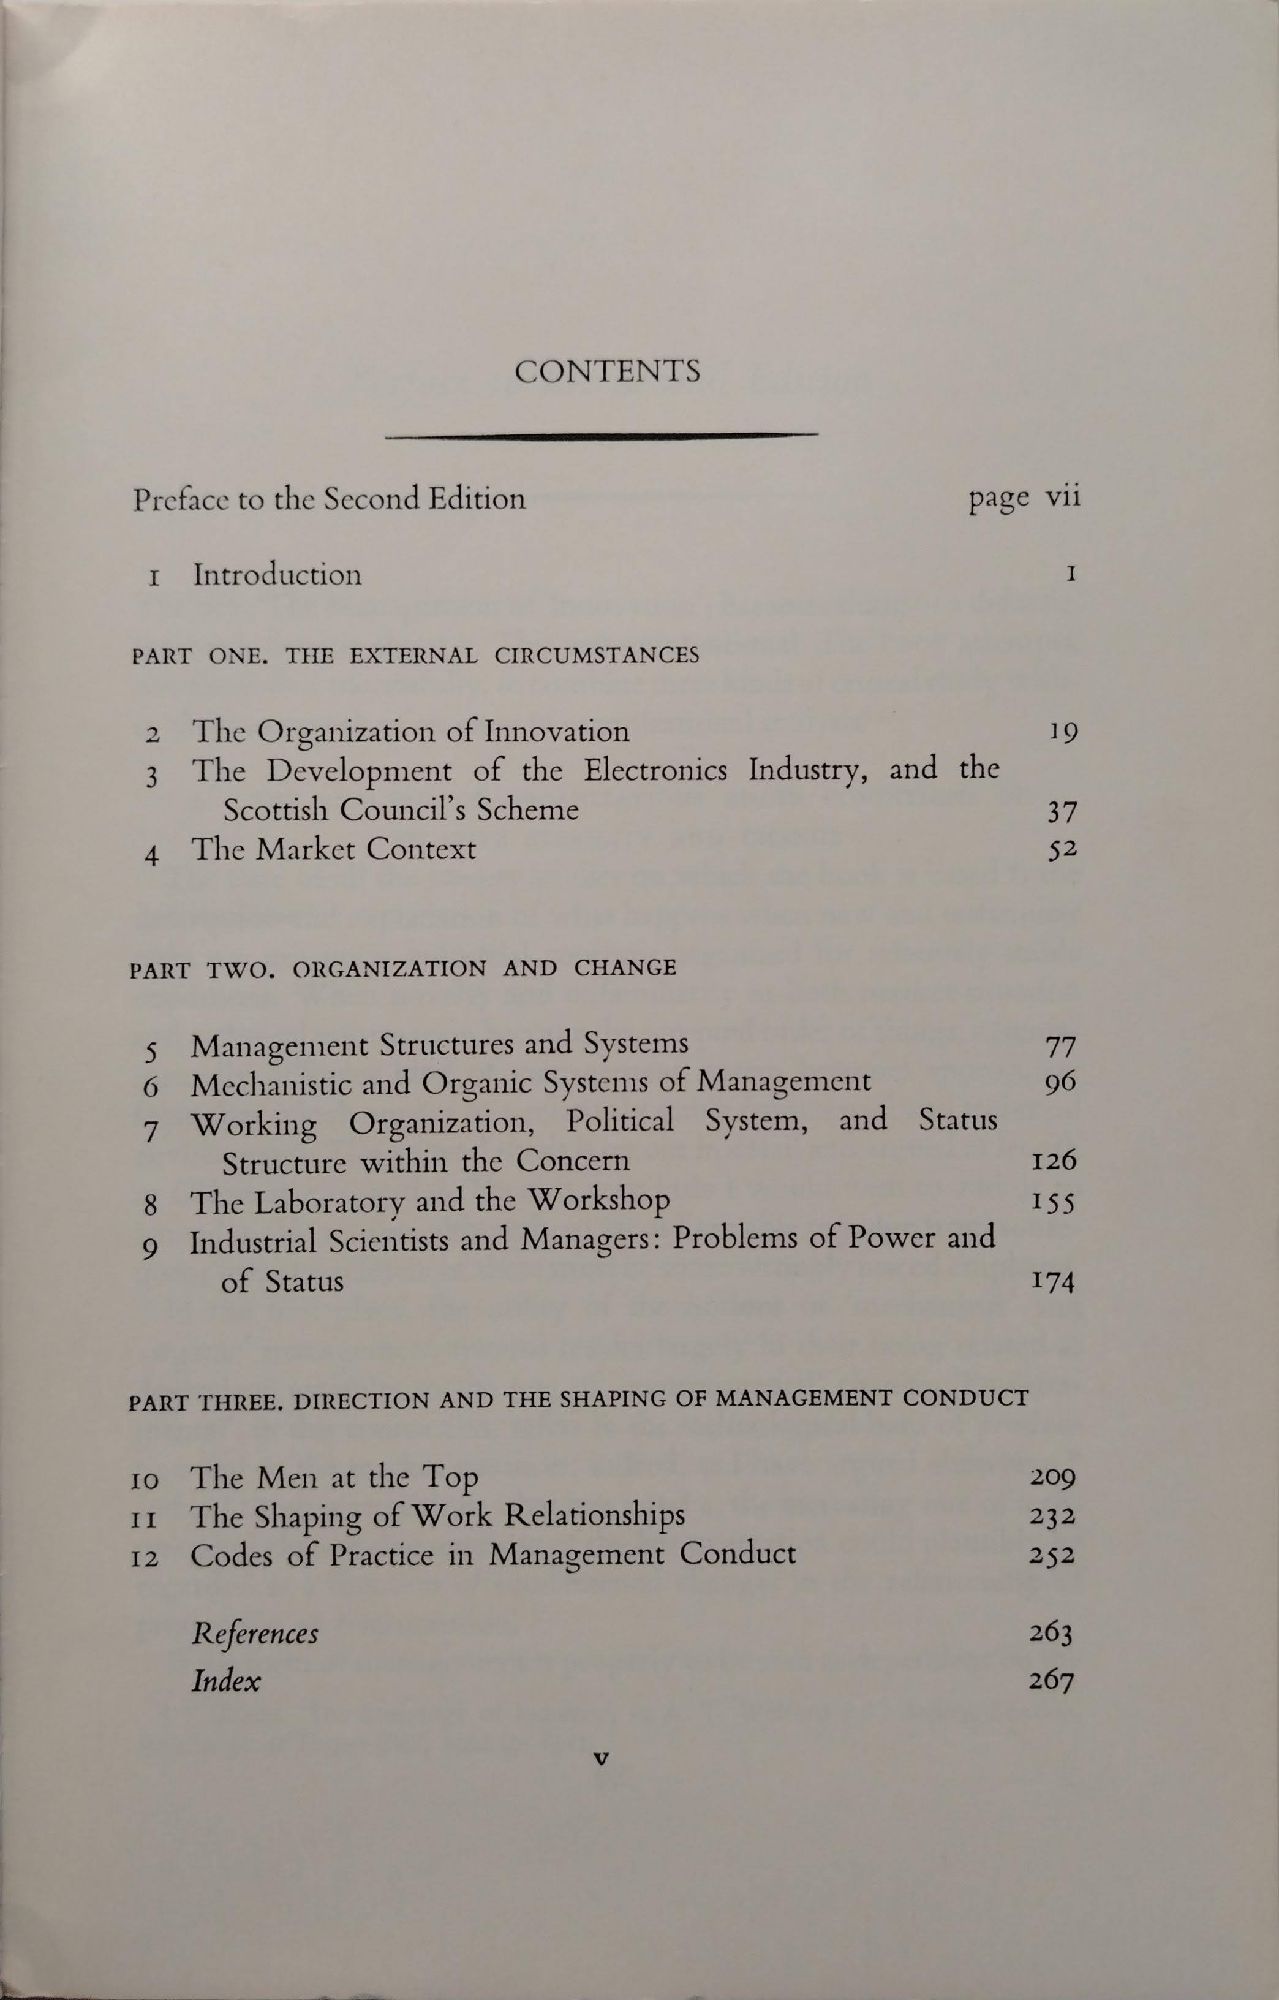 CONTENTS
Preface to the Second Edition page vii
1 Introduction 1
PART ONE. THE EXTERNAL CIRCUMSTANCES
2 The Organization of Innovation 19
3 The Development of the Electronics Industry, and the
Scottish Council's Scheme 37
4 The Market Context 52
PART TWO. ORGANIZATION AND CHANGE
5 Management Structures and Systems 77
6 Mechanistic and Organic Systems of Management 96
7 Working Organization, Political System, and Status
Structure within the Concern 126
8 The Laboratory and the Workshop 155
9 Industrial Scientists and Managers: Problems of Power and
of Status 174
PART THREE. DIRECTION AND THE SHAPING OF MANAGEMENT CONDUCT
10 The Men at the Top 209
11 The Shaping of Work Relationships 232
12 Codes of Practice in Management Conduct 252
References 263
Index 267
v